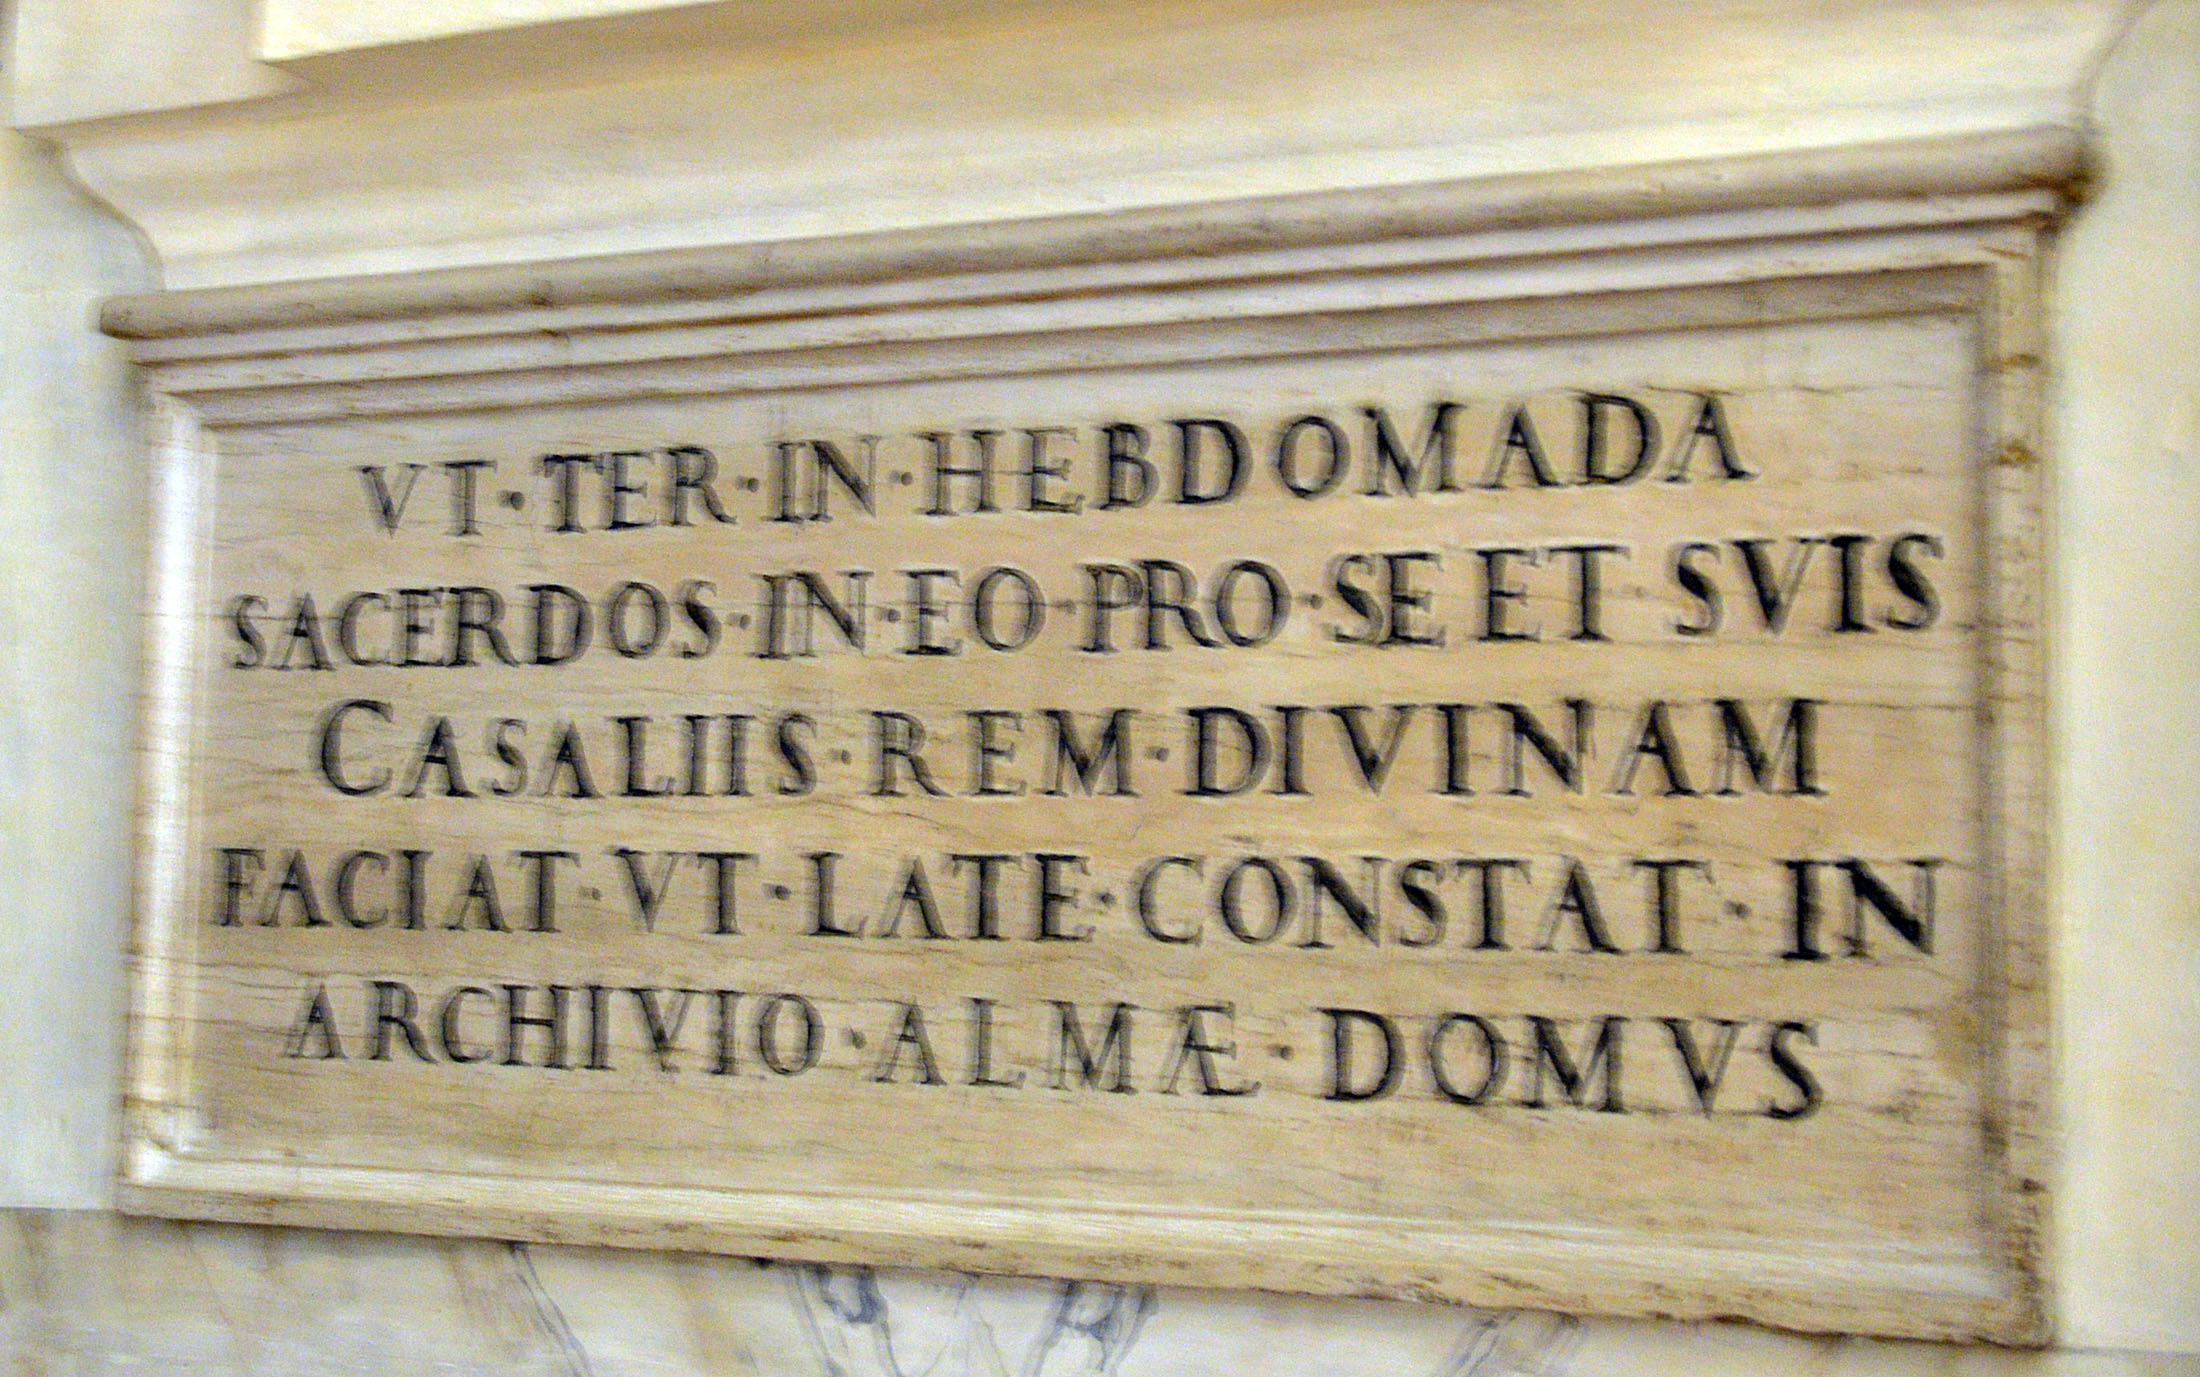 VT·TER·IN·HEBDOMADA
SACERDOS·IN·EO·PRO·SE ET·SVIS
CASALIIS·REM·DIVINAM
FACIAT·VT·LATE·CONSTAT·IN
ARCHIVIO·ALMÆ·DOMVS